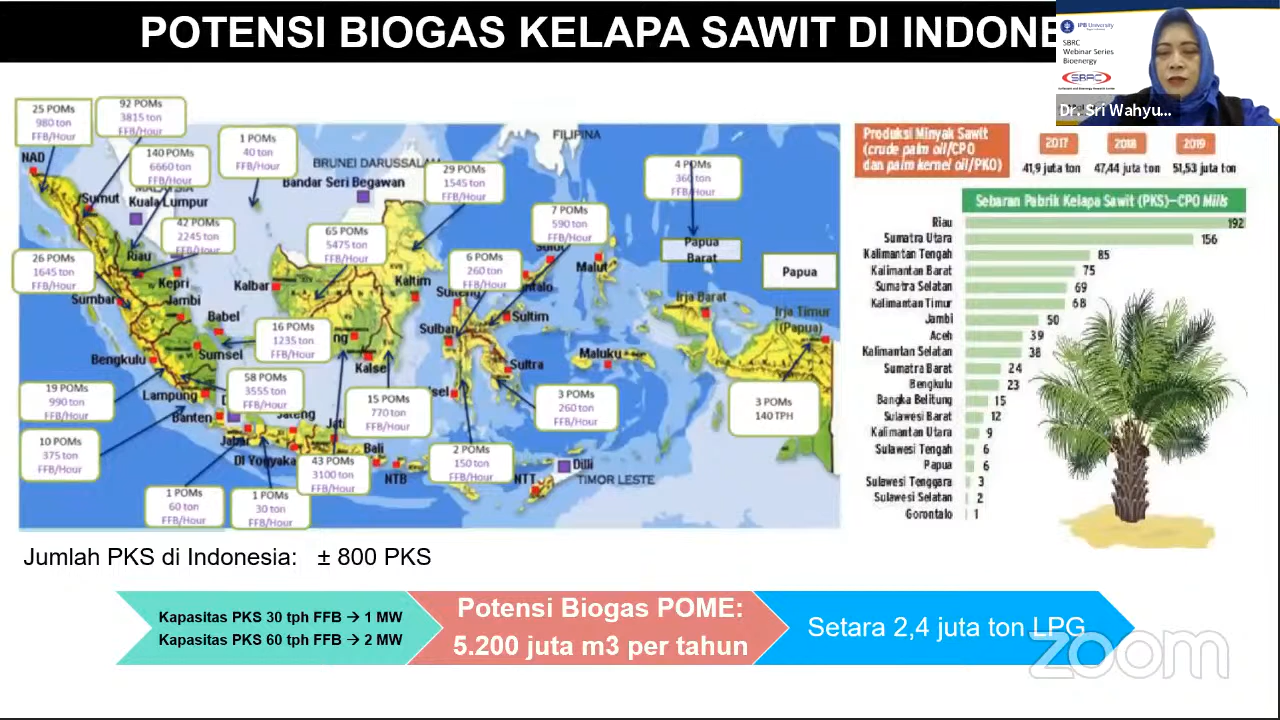 POTENSI BIOGAS KELAPA SAWIT DI INDONE
IPB University
SBRC
Webinar Series
Bioenergy
SBRC
Dr. Sri Wahyu...
25 POMs
980 ton
FFB/Hour
92 POMs
3815 ton
FFB/Hour
140 POMs
6660 ton
FFB/Hour
1 POMs
40 ton
FFB/Hour
42 POMs
2245 ton
FFB/Hour
26 POMs
1645 ton
FFB/Hour
65 POMs
5475 ton
FFB/Hour
29 POMs
1545 ton
FFB/Hour
7 POMs
590 ton
FFB/Hour
6 POMs
260 ton
FFB/Hour
4 POMs
360 ton
FFB/Hour
16 POMs
1235 ton
FFB/Hour
58 POMs
3555 ton
FFB/Hour
19 POMs
990 ton
FFB/Hour
10 POMs
375 ton
FFB/Hour
15 POMs
770 ton
FFB/Hour
3 POMs
260 ton
FFB/Hour
3 POMs
140 TPH
43 POMs
3100 ton
FFB/Hour
2 POMs
150 ton
FFB/Hour
1 POMs
60 ton
FFB/Hour
1 POMs
30 ton
FFB/Hour
NAD
Sumut
Kuala Lumpur
Riau
Kepri
Sumbar
Jambi
Babel
Bengkulu
Sumsel
Lampung
Banten
Jabar
Jateng
DI Yogyaka
Bali
NTB
NTT
Dilli
TIMOR LESTE
BRUNEI DARUSSALAM
Bandar Seri Begawan
FILIPINA
Kalbar
Kaltim
Kalse
Sulban
Sultim
Sultra
Malut
Maluku
Papua
Barat
Papua
Irja Barat
Irja Timur
(Papua)
Produksi Minyak Sawit
(crude palm oil/CPO
dan palm kernel oil/PKO)
2017 2018 2019
41,9 juta ton 47,44 juta ton 51,53 juta ton
Sebaran Pabrik Kelapa Sawit (PKS)—CPO Mills
Riau 192
Sumatra Utara 156
Kalimantan Tengah 85
Kalimantan Barat 75
Sumatra Selatan 69
Kalimantan Timur 68
Jambi 50
Aceh 39
Kalimantan Selatan 38
Sumatra Barat 24
Bengkulu 23
Bangka Belitung 15
Sulawesi Barat 12
Kalimantan Utara 9
Sulawesi Tengah 6
Papua 6
Sulawesi Tenggara 3
Sulawesi Selatan 2
Gorontalo 1
Jumlah PKS di Indonesia: ± 800 PKS
Kapasitas PKS 30 tph FFB → 1 MW
Kapasitas PKS 60 tph FFB → 2 MW
Potensi Biogas POME:
5.200 juta m3 per tahun
Setara 2,4 juta ton LPG
zoom